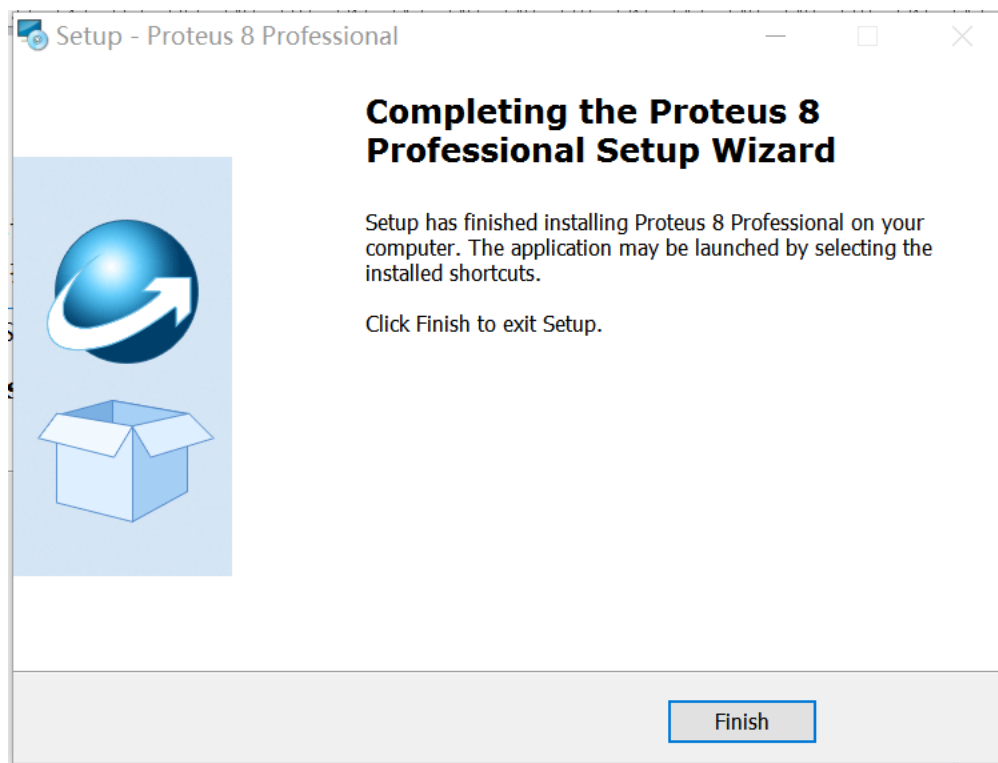 Setup - Proteus 8 Professional
Completing the Proteus 8
Professional Setup Wizard
Setup has finished installing Proteus 8 Professional on your
computer. The application may be launched by selecting the
installed shortcuts.
Click Finish to exit Setup.
Finish